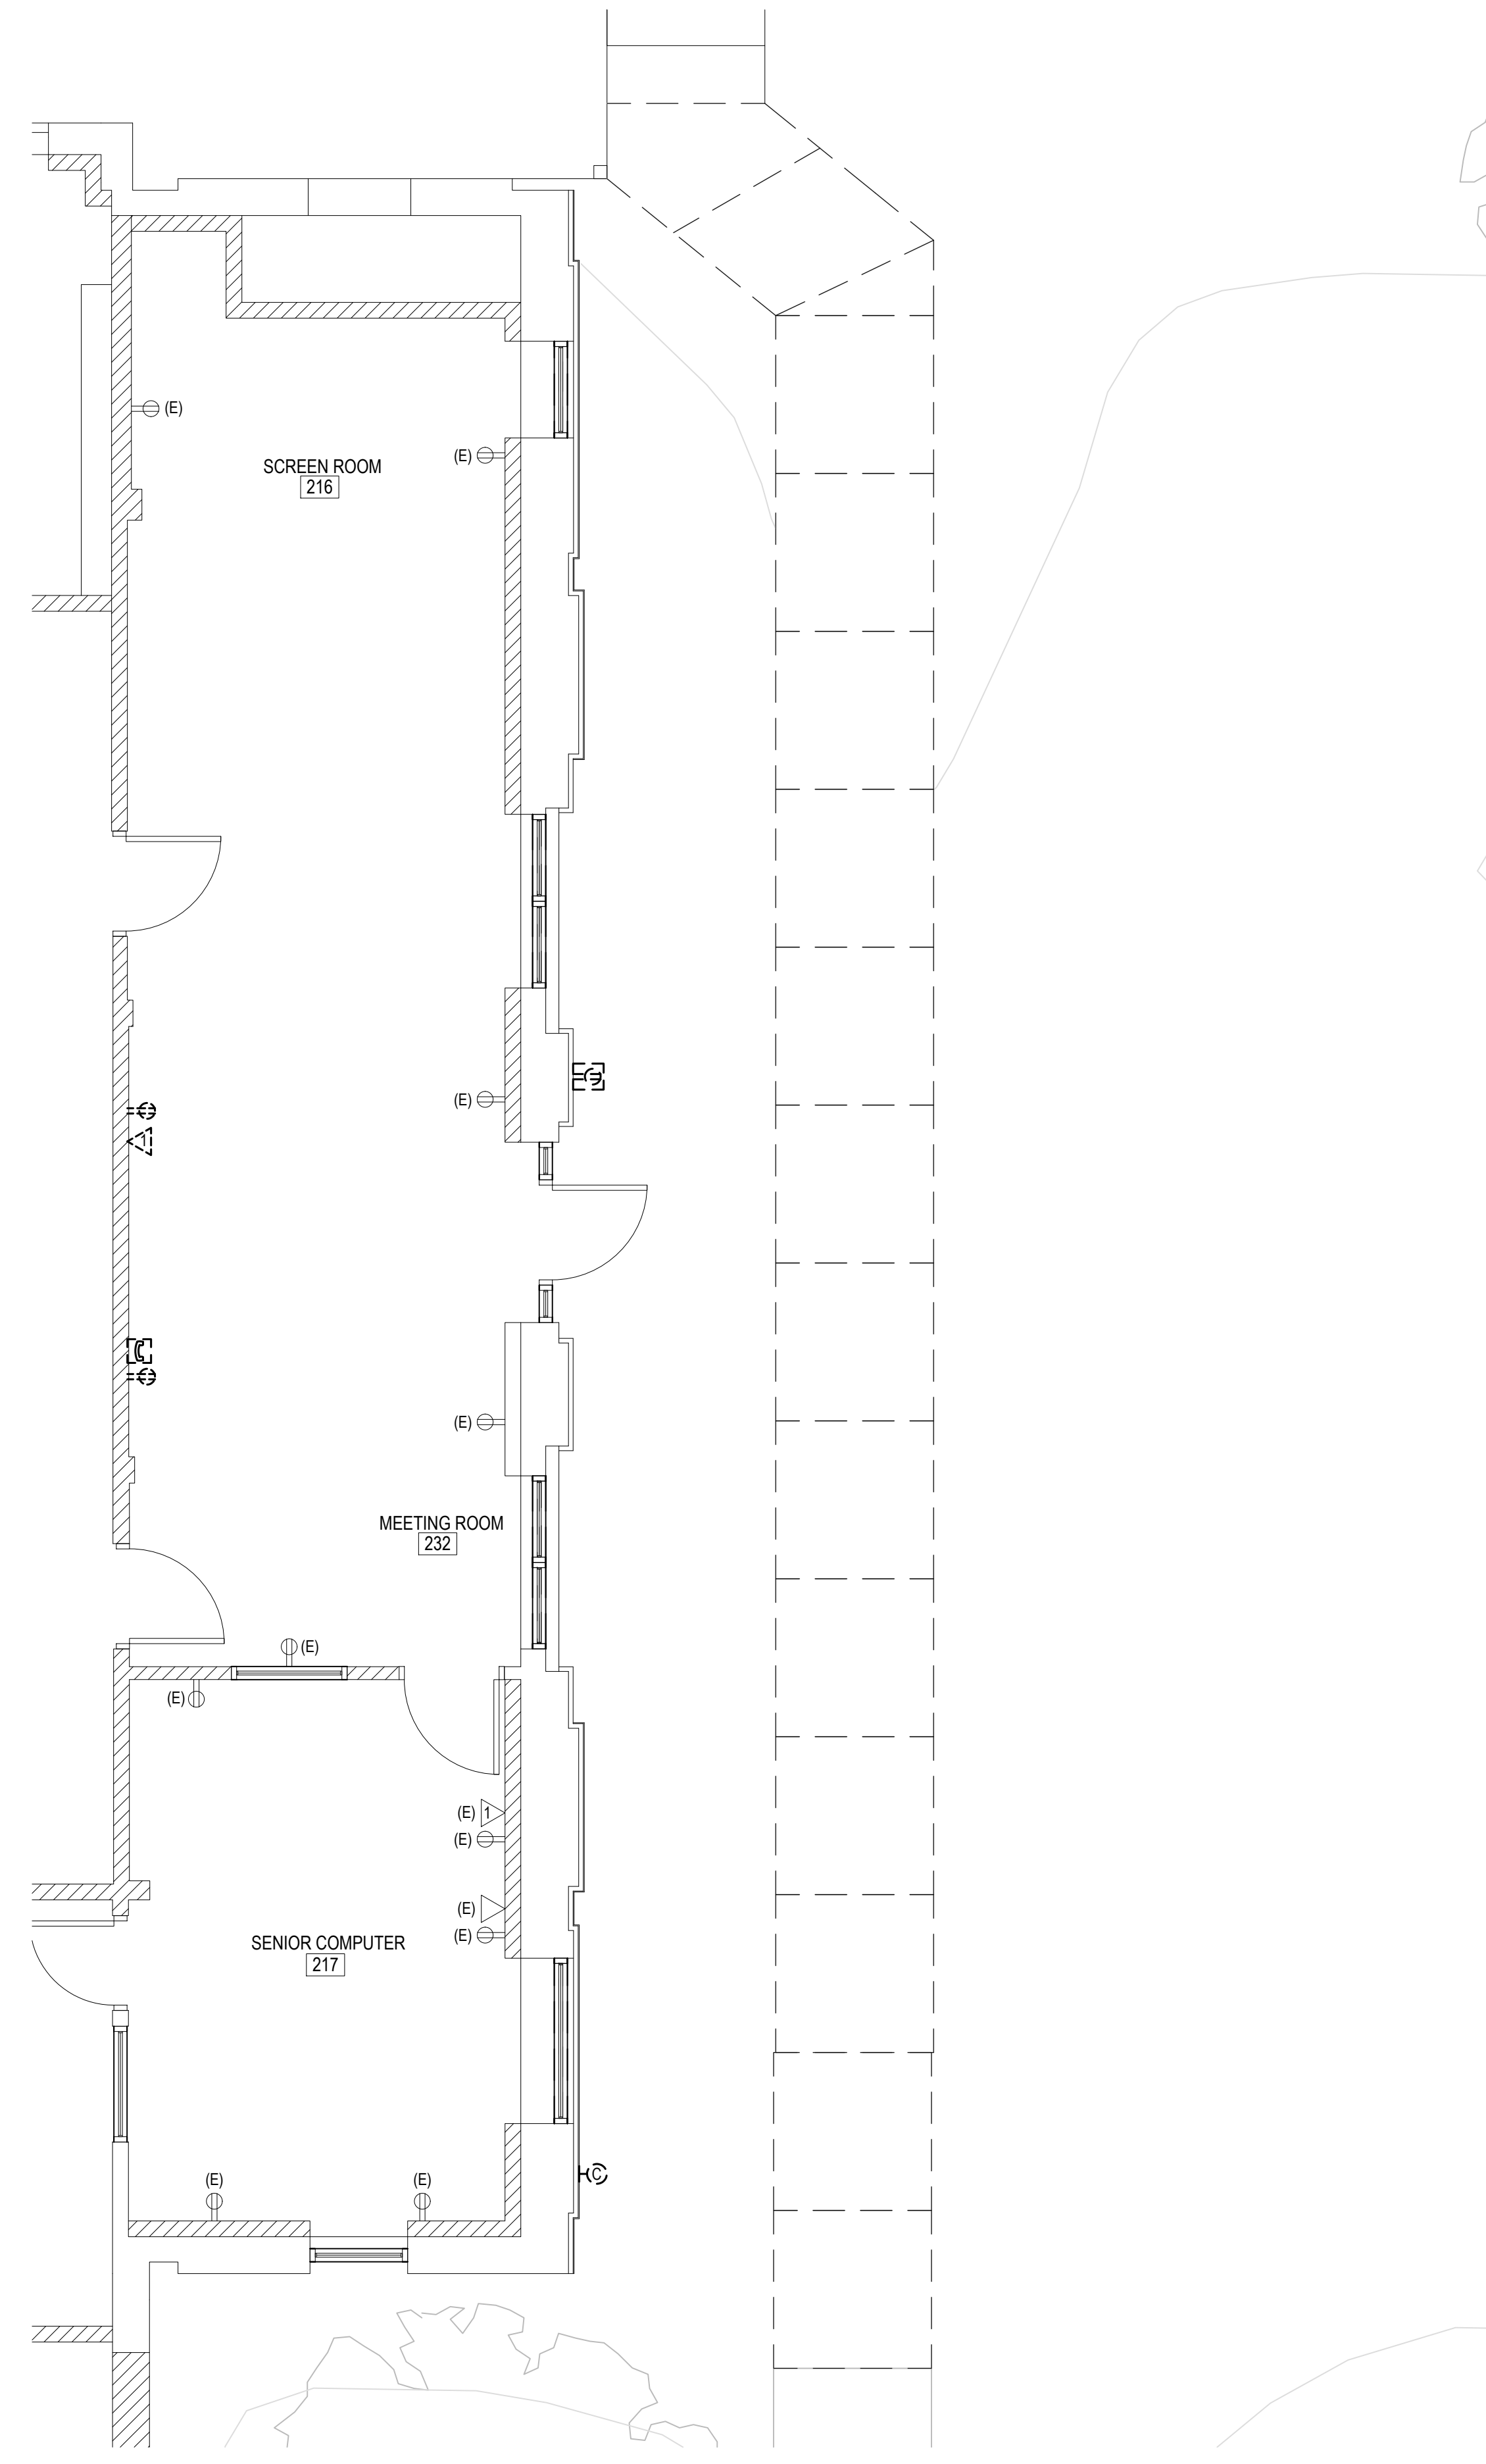 (E)
(E)
SCREEN ROOM
216
(E)
1
(E)
MEETING ROOM
232
(E)
(E)
(E) 1
(E)
(E)
(E)
SENIOR COMPUTER
217
C
(E)
(E)